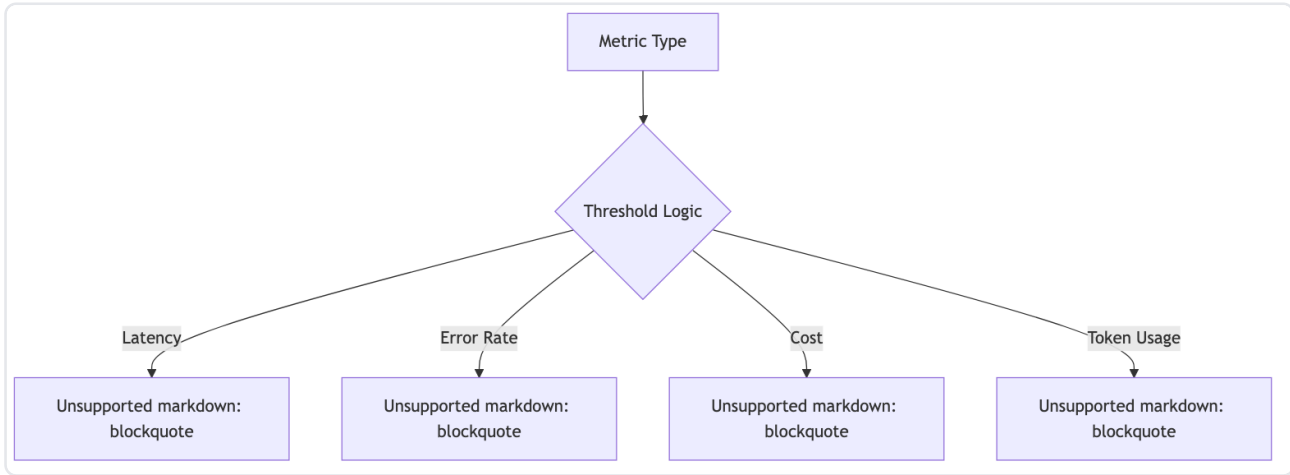 Metric Type
Threshold Logic
Latency
Error Rate
Cost
Token Usage
Unsupported markdown:
blockquote
Unsupported markdown:
blockquote
Unsupported markdown:
blockquote
Unsupported markdown:
blockquote